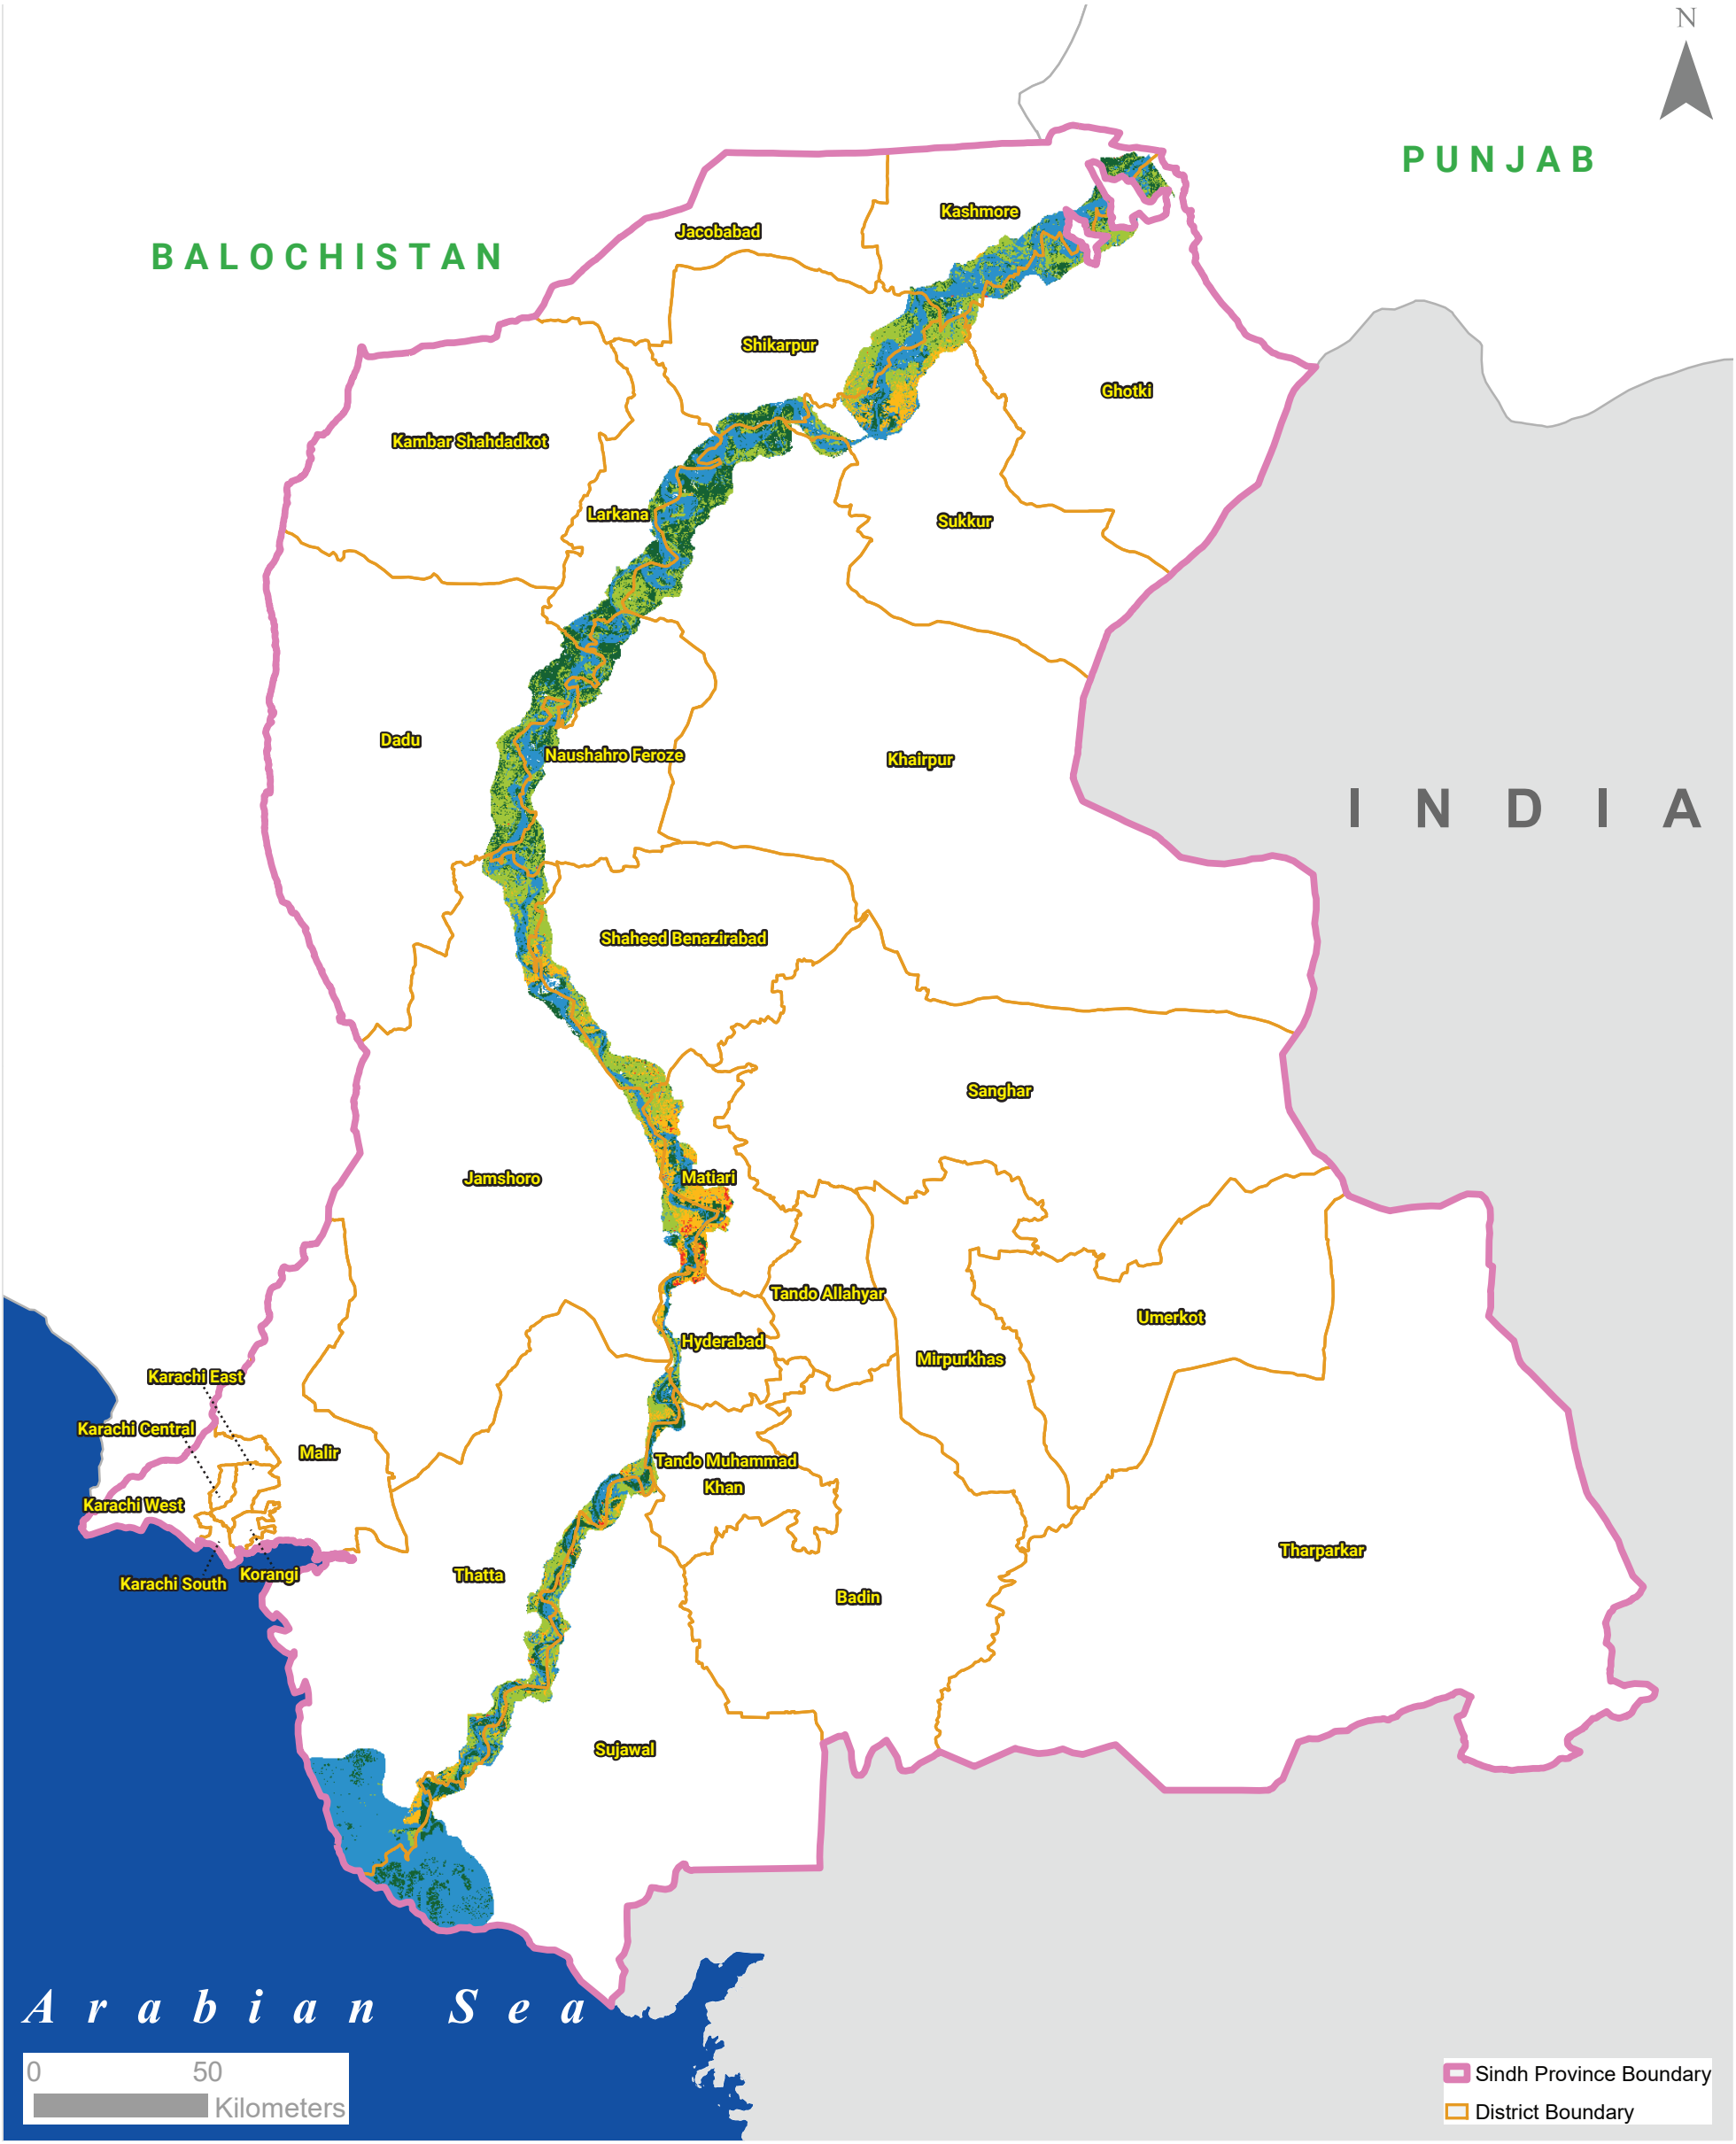 N
PUNJAB
BALOCHISTAN
Kashmore
Jacobabad
Shikarpur
Ghotki
Kambar Shahdadkot
Larkana
Sukkur
Dadu
Naushahro Feroze
Khairpur
INDIA
Shaheed Benazirabad
Sanghar
Jamshoro
Matiari
Tando Allahyar
Umerkot
Hyderabad
Mirpurkhas
Karachi East
Karachi Central
Malir
Tando Muhammad
Khan
Karachi West
Tharparkar
Korangi
Thatta
Karachi South
Badin
Sujawal
Arabian Sea
0 50
Kilometers
Sindh Province Boundary
District Boundary